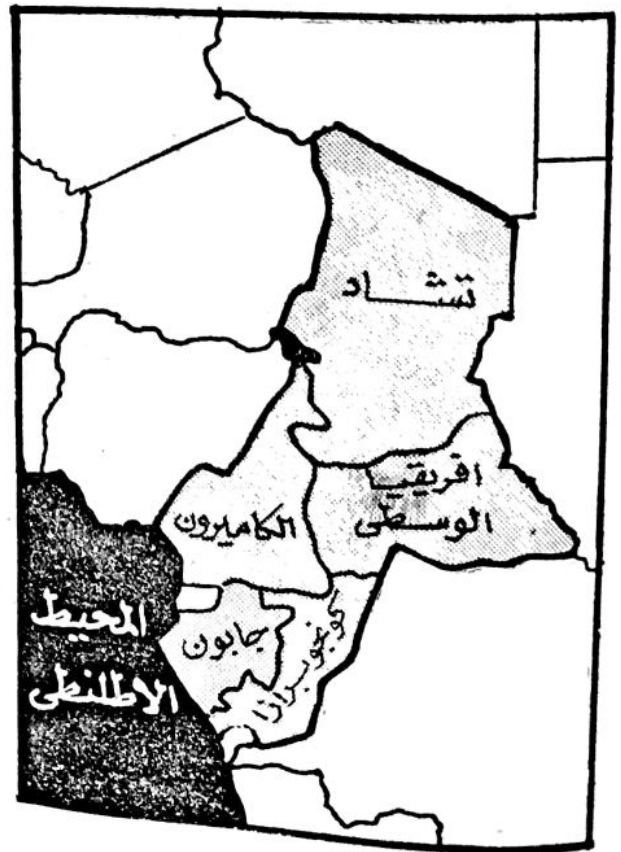 تشاد
افريقيا
الوسطى
الكاميرون
جابون
كونجو برازا
المحيط
الاطلنطى